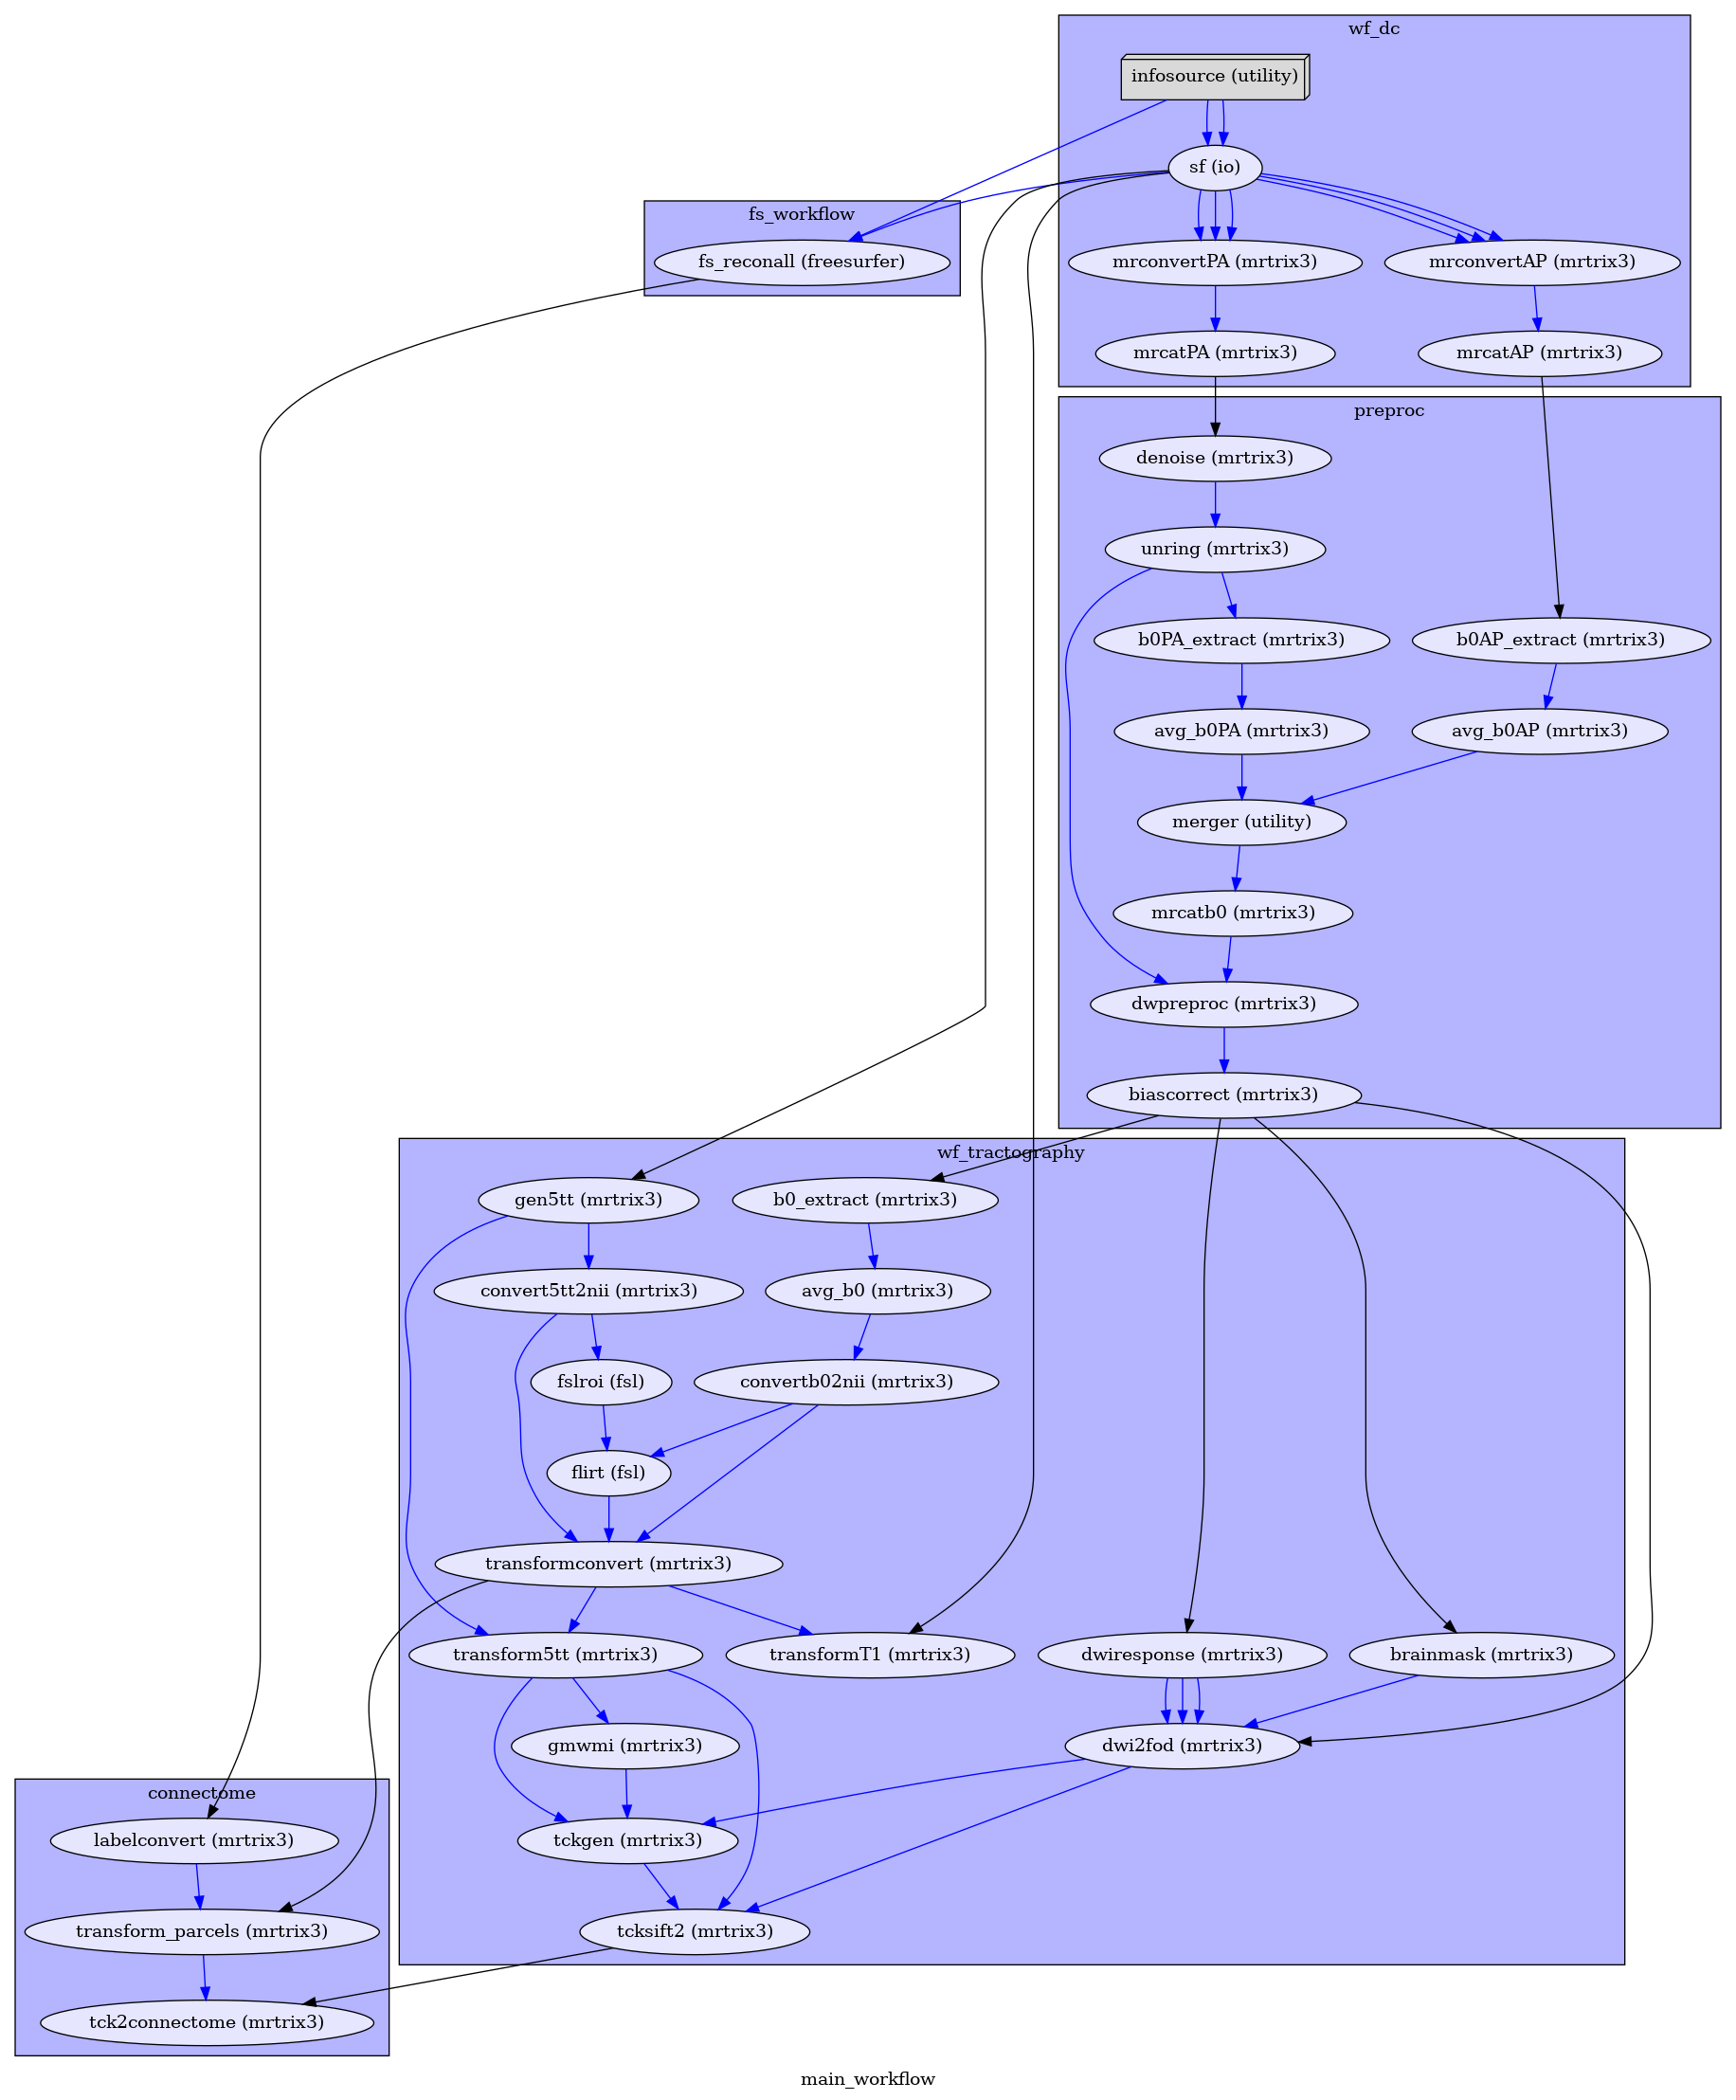 wf_dc
infosource (utility)
sf (io)
fs_workflow
fs_reconall (freesurfer)
mrconvertPA (mrtrix3)
mrconvertAP (mrtrix3)
mrcatPA (mrtrix3)
mrcatAP (mrtrix3)
preproc
denoise (mrtrix3)
unring (mrtrix3)
b0PA_extract (mrtrix3)
b0AP_extract (mrtrix3)
avg_b0PA (mrtrix3)
avg_b0AP (mrtrix3)
merger (utility)
mrcatb0 (mrtrix3)
dwpreproc (mrtrix3)
biascorrect (mrtrix3)
wf_tractography
gen5tt (mrtrix3)
b0_extract (mrtrix3)
convert5tt2nii (mrtrix3)
avg_b0 (mrtrix3)
fslroi (fsl)
convertb02nii (mrtrix3)
flirt (fsl)
transformconvert (mrtrix3)
transform5tt (mrtrix3)
transformT1 (mrtrix3)
dwiresponse (mrtrix3)
brainmask (mrtrix3)
gmwmi (mrtrix3)
dwi2fod (mrtrix3)
connectome
labelconvert (mrtrix3)
tckgen (mrtrix3)
transform_parcels (mrtrix3)
tcksift2 (mrtrix3)
tck2connectome (mrtrix3)
main_workflow